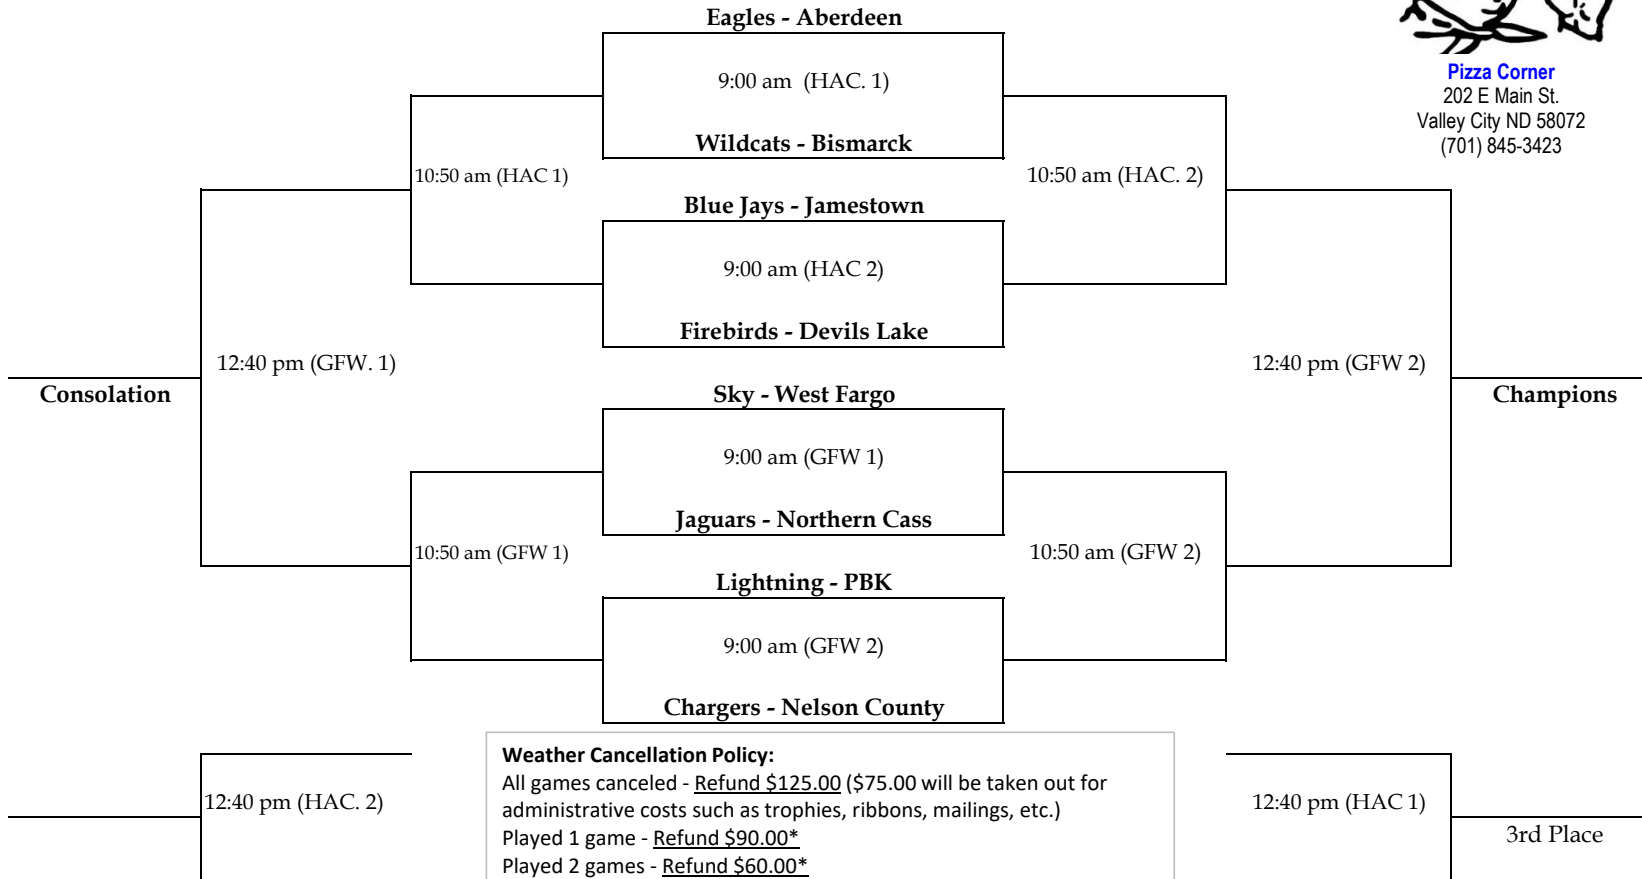 Eagles - Aberdeen
9:00 am  (HAC. 1)
Wildcats - Bismarck
Pizza Corner
202 E Main St.
Valley City ND 58072
(701) 845-3423
10:50 am (HAC 1)
10:50 am (HAC. 2)
Blue Jays - Jamestown
9:00 am (HAC 2)
Firebirds - Devils Lake
12:40 pm (GFW. 1)
12:40 pm (GFW 2)
Consolation
Sky - West Fargo
Champions
9:00 am (GFW 1)
Jaguars - Northern Cass
10:50 am (GFW 1)
10:50 am (GFW 2)
Lightning - PBK
9:00 am (GFW 2)
Chargers - Nelson County
Weather Cancellation Policy:
All games canceled - Refund $125.00 ($75.00 will be taken out for
administrative costs such as trophies, ribbons, mailings, etc.)
Played 1 game - Refund $90.00*
Played 2 games - Refund $60.00*
12:40 pm (HAC. 2)
12:40 pm (HAC 1)
3rd Place